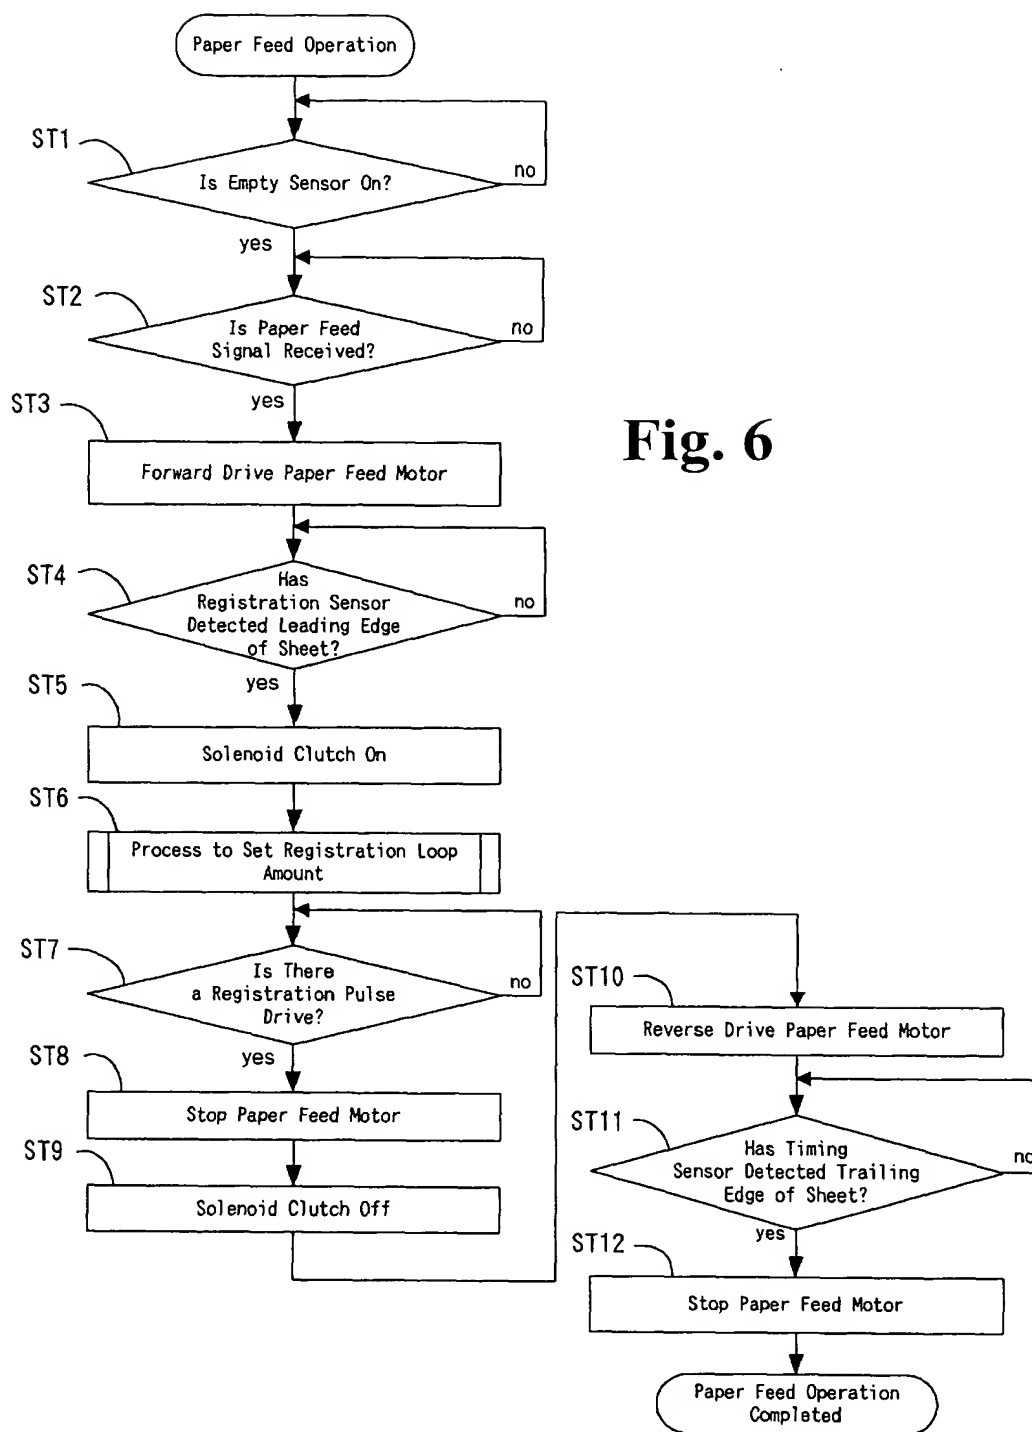 Paper Feed Operation
ST1
Is Empty Sensor On?
no
yes
ST2
Is Paper Feed
Signal Received?
no
yes
ST3
Forward Drive Paper Feed Motor
Fig. 6
ST4
Has
Registration Sensor
Detected Leading Edge
of Sheet?
no
yes
ST5
Solenoid Clutch On
ST6
Process to Set Registration Loop
Amount
ST7
Is There
a Registration Pulse
Drive?
no
yes
ST8
Stop Paper Feed Motor
ST9
Solenoid Clutch Off
ST10
Reverse Drive Paper Feed Motor
ST11
Has Timing
Sensor Detected Trailing
Edge of Sheet?
no
yes
ST12
Stop Paper Feed Motor
Paper Feed Operation
Completed